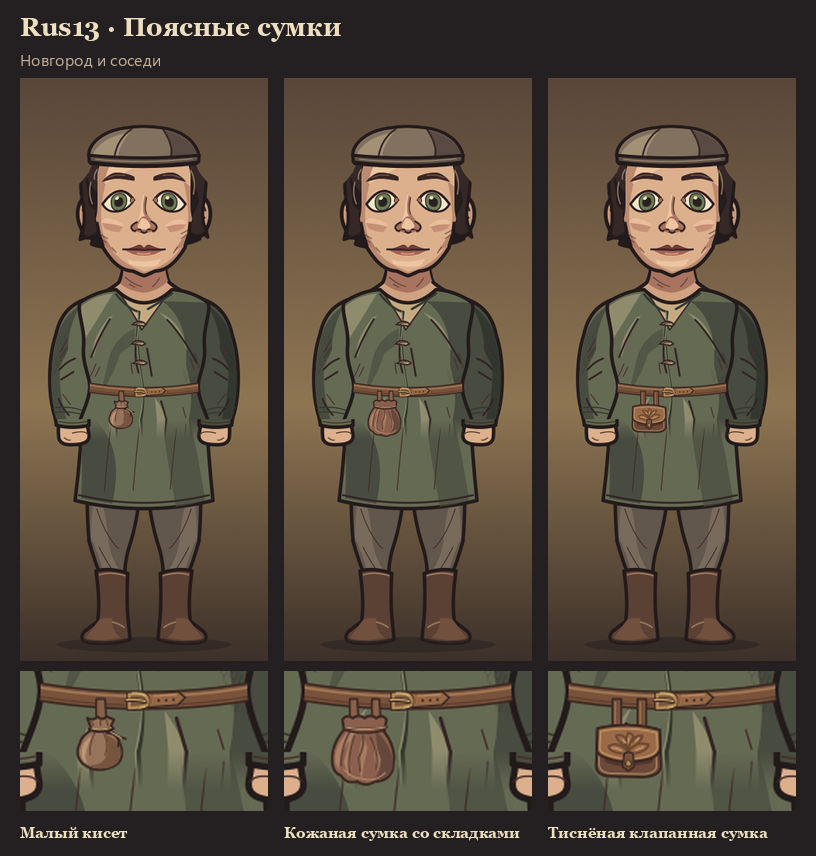 Rus13 · Поясные сумки
Новгород и соседи
Малый кисет
Кожаная сумка со складками
Тиснёная клапанная сумка